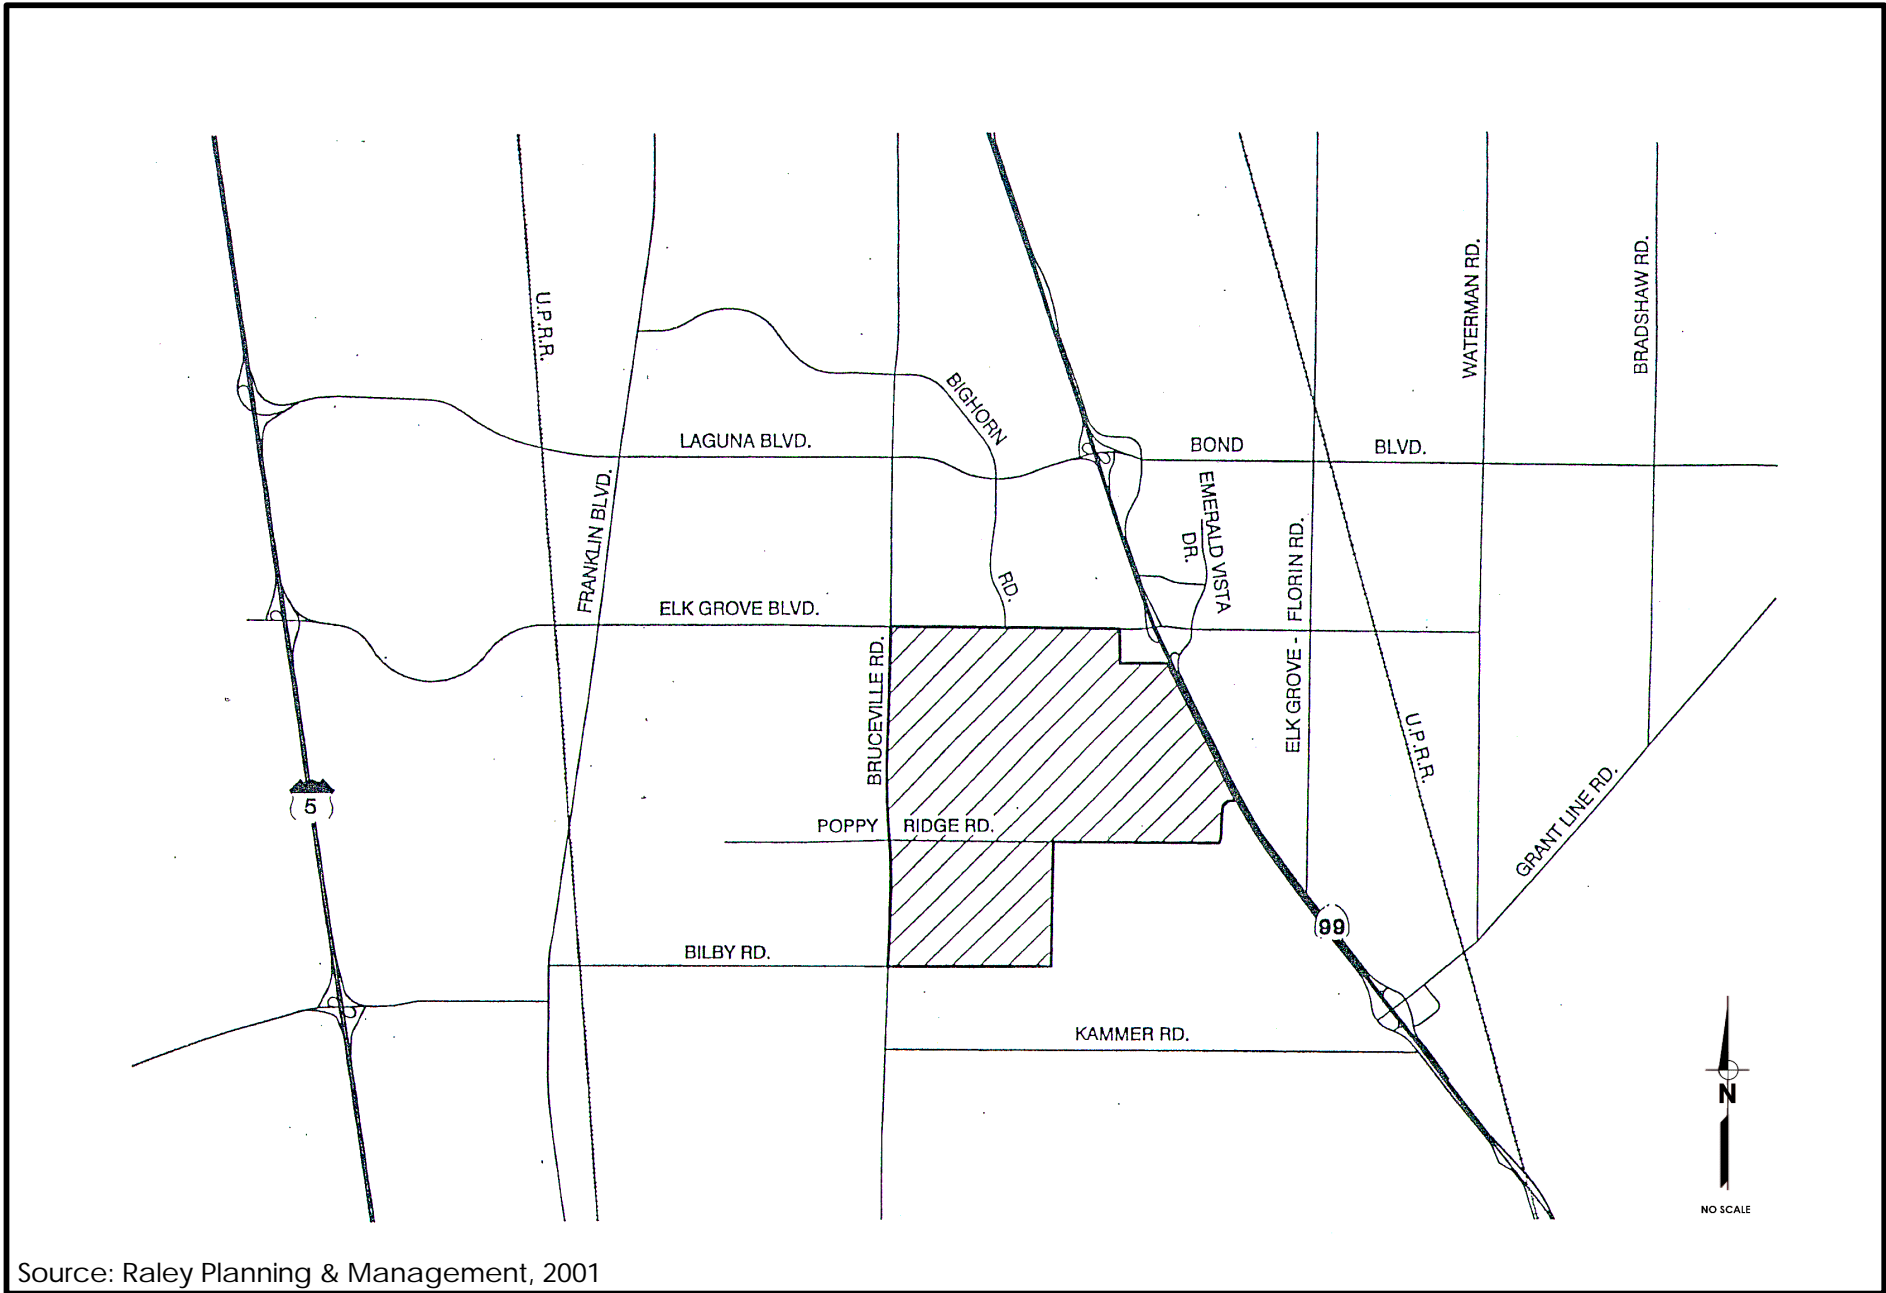 WATERMAN RD.
BRADSHAW RD.
U.P.R.R.
BIGHORN
RD.
LAGUNA BLVD.
BOND
BLVD.
FRANKLIN BLVD.
EMERALD VISTA
DR.
ELK GROVE - FLORIN RD.
ELK GROVE BLVD.
BRUCEVILLE RD.
U.P.R.R.
5
POPPY RIDGE RD.
GRANT LINE RD.
99
BILBY RD.
KAMMER RD.
N
NO SCALE
Source: Raley Planning & Management, 2001